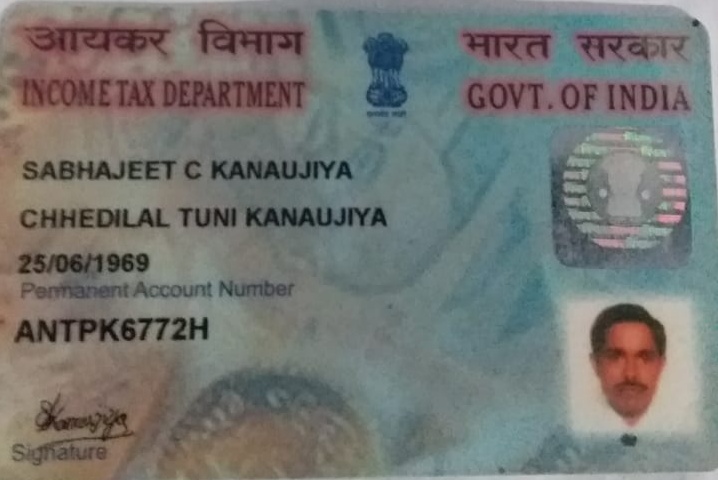 आयकर विभाग भारत सरकार
INCOME TAX DEPARTMENT GOVT. OF INDIA
SABHAJEET C KANAUJIYA
CHHEDILAL TUNI KANAUJIYA
25/06/1969
Permanent Account Number
ANTPK6772H
Signature